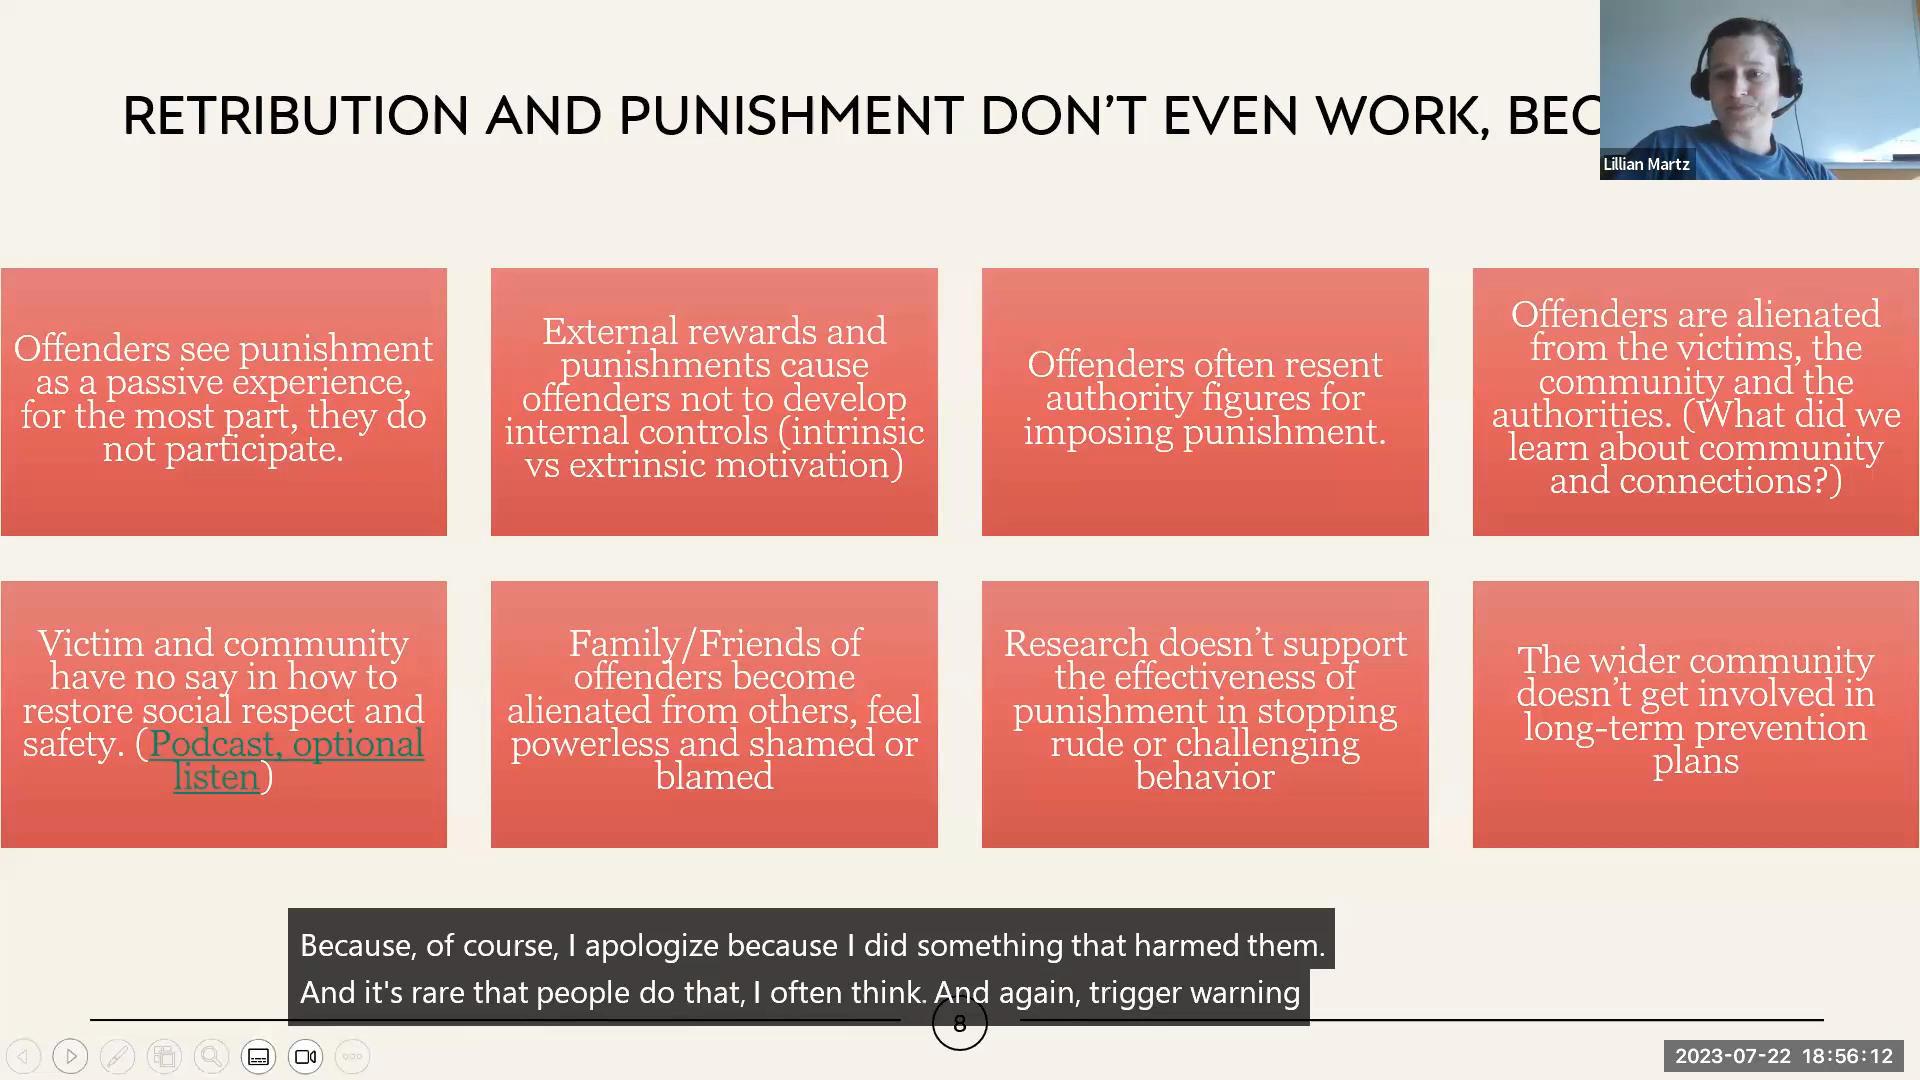 RETRIBUTION AND PUNISHMENT DON'T EVEN WORK, BEC
Lillian Martz
Offenders see punishment
as a passive experience,
for the most part, they do
not participate.
External rewards and
punishments cause
offenders not to develop
internal controls (intrinsic
vs extrinsic motivation)
Offenders often resent
authority figures for
imposing punishment.
Offenders are alienated
from the victims, the
community and the
authorities. (What did we
learn about community
and connections?)
Victim and community
have no say in how to
restore social respect and
safety. (Podcast, optional
listen)
Family/Friends of
offenders become
alienated from others, feel
powerless and shamed or
blamed
Research doesn't support
the effectiveness of
punishment in stopping
rude or challenging
behavior
The wider community
doesn't get involved in
long-term prevention
plans
Because, of course, I apologize because I did something that harmed them.
And it's rare that people do that, I often think. And again, trigger warning
8
2023-07-22 18:56:12